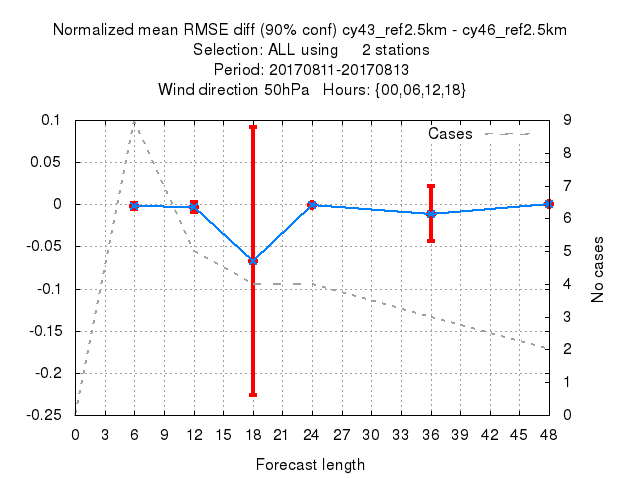 Normalized mean RMSE diff (90% conf) cy43_ref2.5km - cy46_ref2.5km
Selection: ALL using 2 stations
Period: 20170811-20170813
Wind direction 50hPa Hours: {00,06,12,18}
Cases
0.1
0.05
0
-0.05
-0.1
-0.15
-0.2
-0.25
9
8
7
6
5
4
3
2
1
0
No cases
0 3 6 9 12 15 18 21 24 27 30 33 36 39 42 45 48
Forecast length